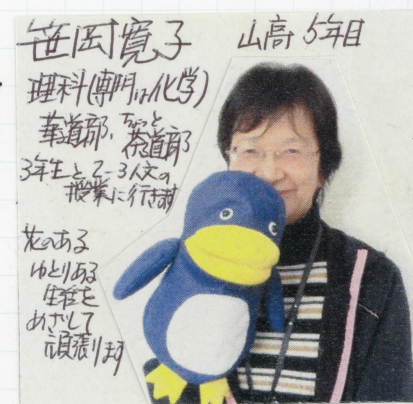 笹岡寛子
山高 5年目
理科(専門は化学)
華道部、ちょっと茶道部
3年生と2-3人文の
授業に行きます
花のある
ゆとりある
生活を
めざして
頑張ります